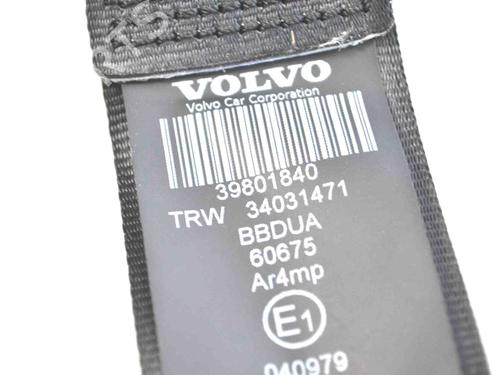 VOLVO
Volvo Car Corporation
39801840
TRW 34031471
BBDUA
60675
Ar4mp
E1
040979